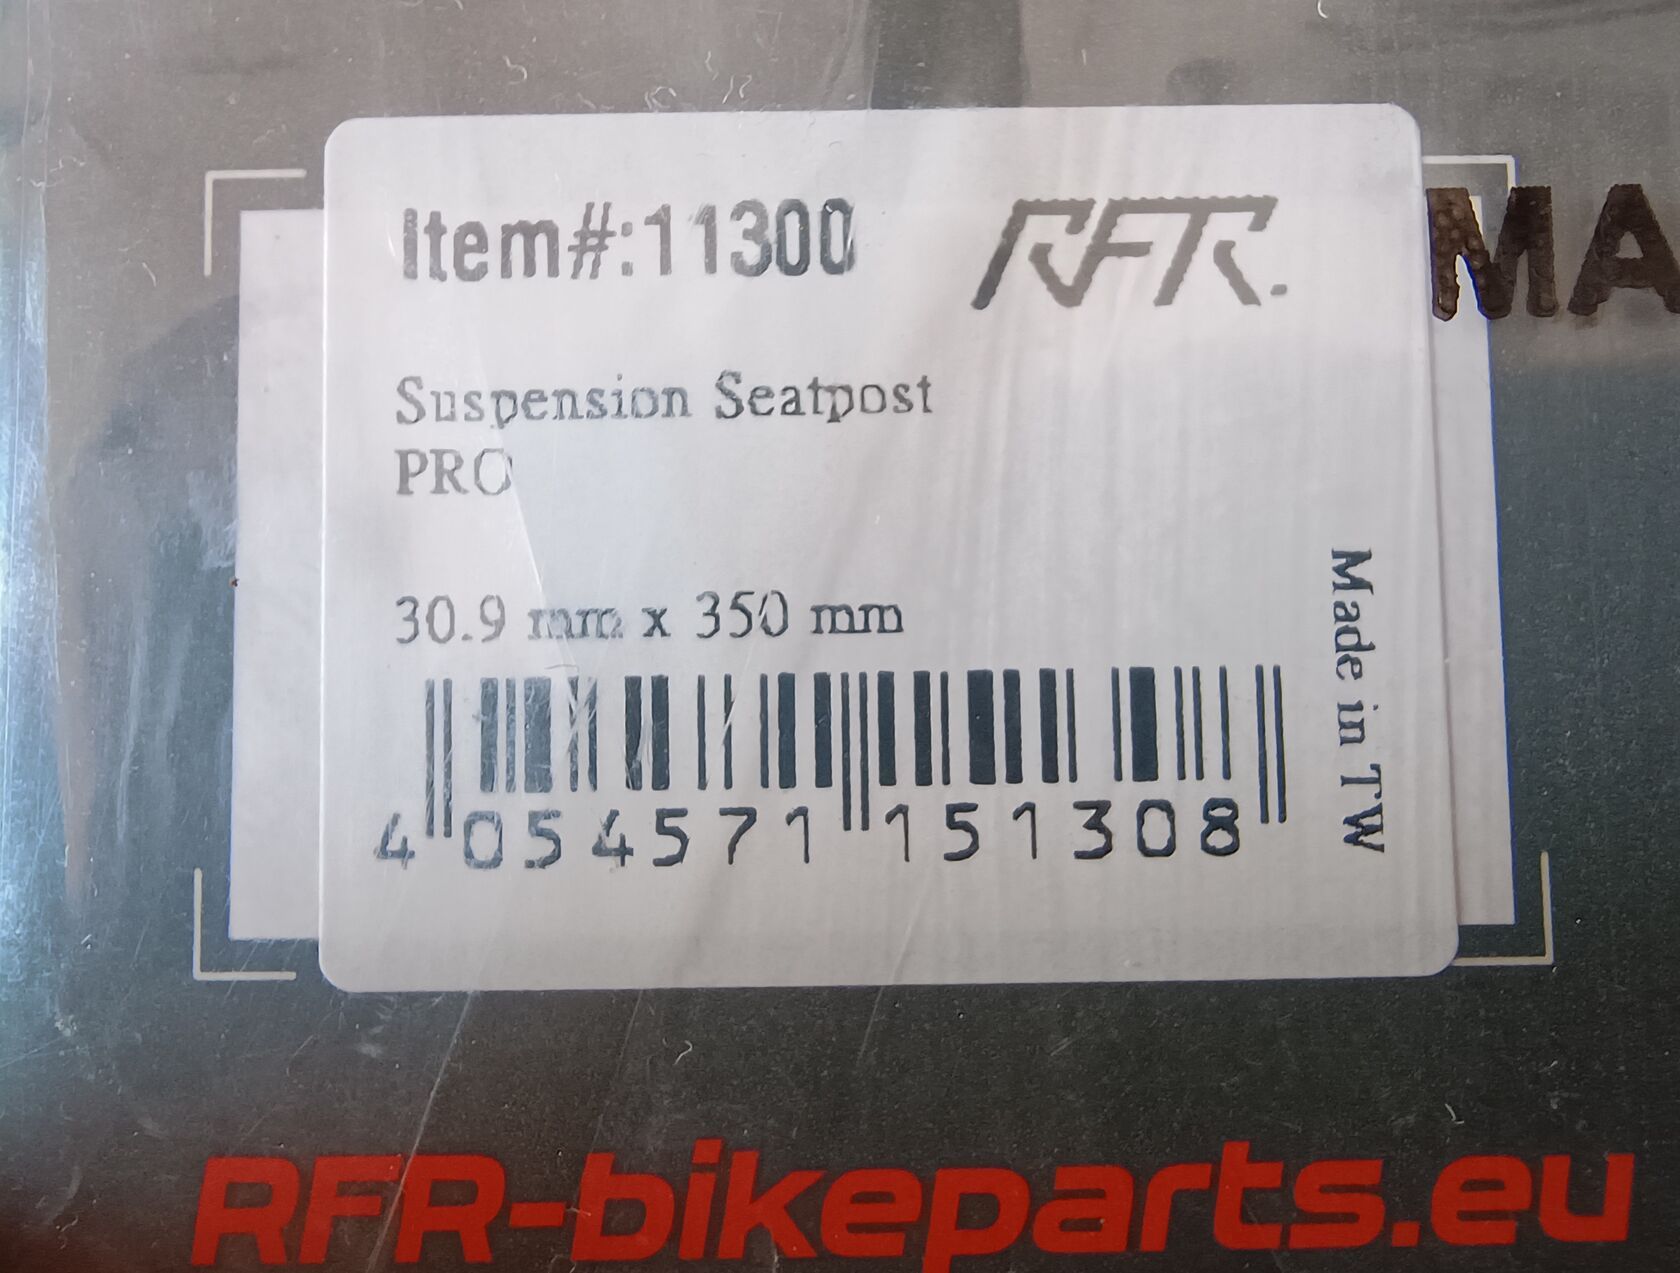 Item#:11300
RFR.
MA
Suspension Seatpost
PRO
30.9 mm x 350 mm
Made in TW
4 054571 151308
RFR-bikeparts.eu